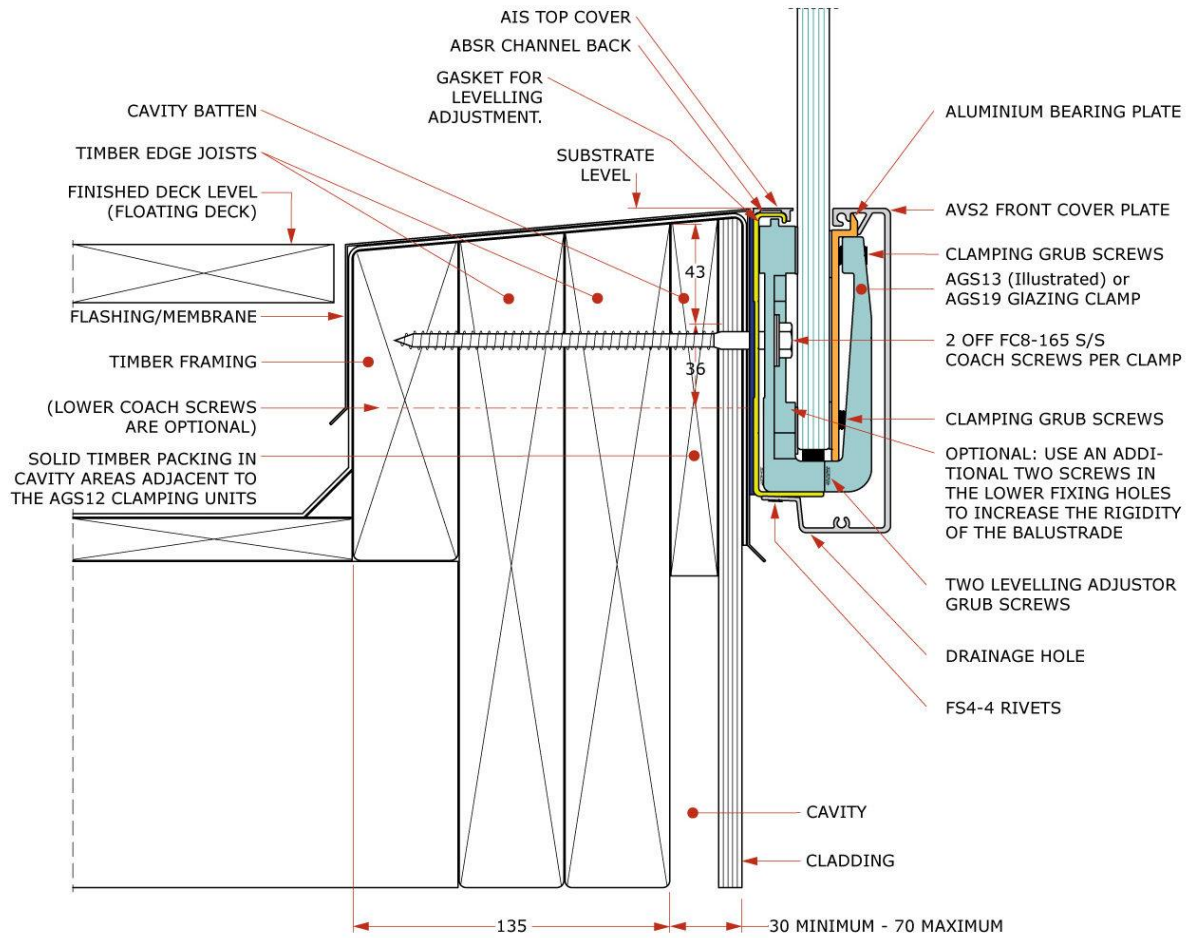 AIS TOP COVER
ABSR CHANNEL BACK
GASKET FOR
LEVELLING
ADJUSTMENT.
CAVITY BATTEN
TIMBER EDGE JOISTS
SUBSTRATE
LEVEL
FINISHED DECK LEVEL
(FLOATING DECK)
FLASHING/MEMBRANE
TIMBER FRAMING
(LOWER COACH SCREWS
ARE OPTIONAL)
SOLID TIMBER PACKING IN
CAVITY AREAS ADJACENT TO
THE AGS12 CLAMPING UNITS
43
36
ALUMINIUM BEARING PLATE
AVS2 FRONT COVER PLATE
CLAMPING GRUB SCREWS
AGS13 (Illustrated) or
AGS19 GIAZING CLAMP
2 OFF FC8-165 S/S
COACH SCREWS PER CLAMP
CLAMPING GRUB SCREWS
OPTIONAL: USE AN ADDI-
TIONAL TWO SCREWS IN
THE LOWER FIXING HOLES
TO INCREASE THE RIGIDITY
OF THE BALUSTRADE
TWO LEVELLING ADJUSTOR
GRUB SCREWS
DRAINAGE HOLE
FS4-4 RIVETS
CAVITY
CLADDING
135
30 MINIMUM - 70 MAXIMUM